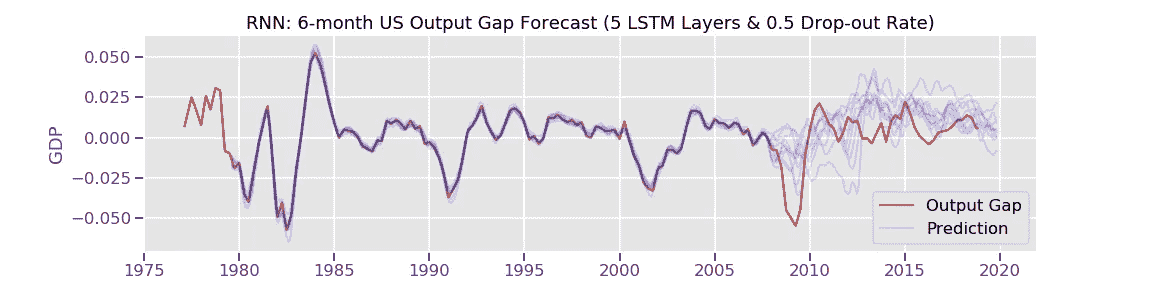 RNN: 6-month US Output Gap Forecast (5 LSTM Layers & 0.5 Drop-out Rate)
GDP
0.050
0.025
0.000
−0.025
−0.050
Output Gap
Prediction
1975 1980 1985 1990 1995 2000 2005 2010 2015 2020